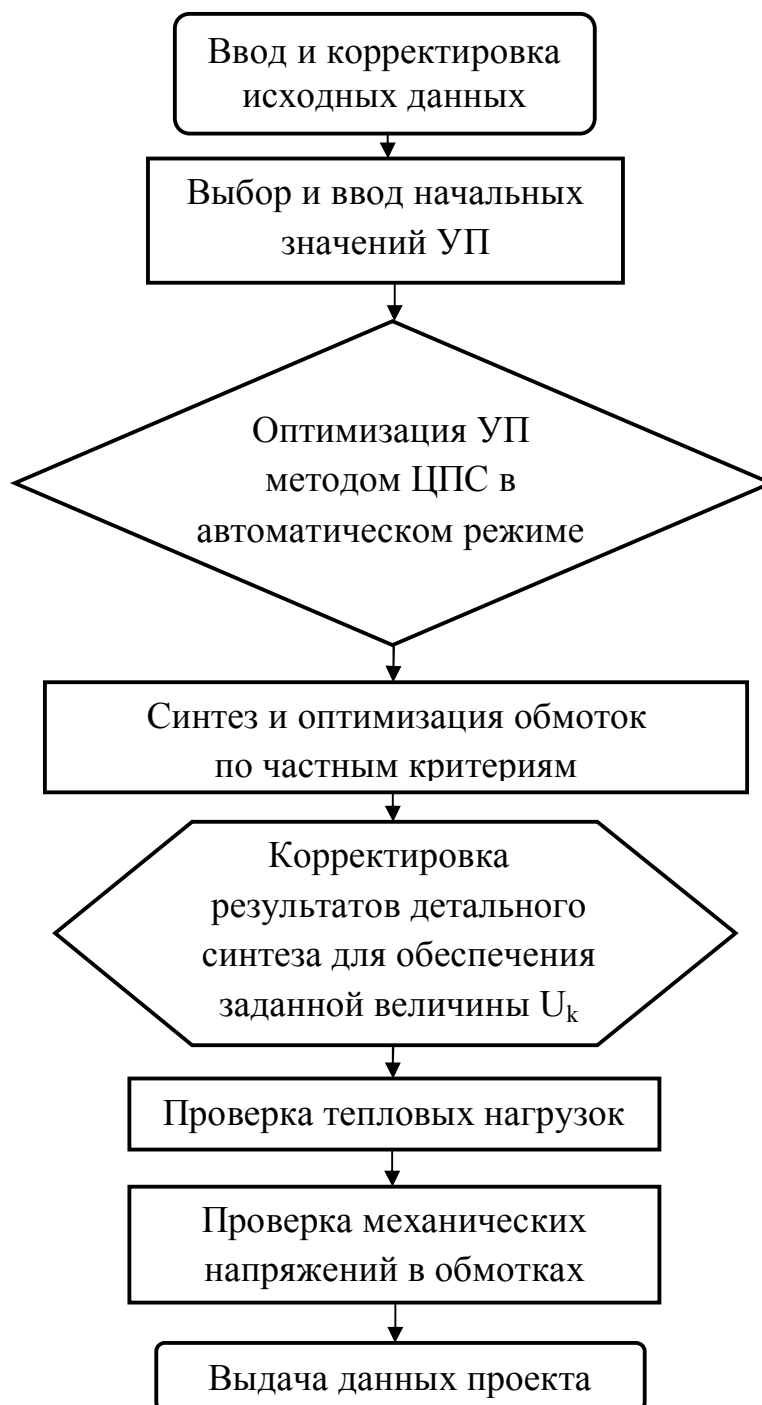 Ввод и корректировка
исходных данных
Выбор и ввод начальных
значений УП
Оптимизация УП
методом ЦПС в
автоматическом режиме
Синтез и оптимизация обмоток
по частным критериям
Корректировка
результатов детального
синтеза для обеспечения
заданной величины Uk
Проверка тепловых нагрузок
Проверка механических
напряжений в обмотках
Выдача данных проекта